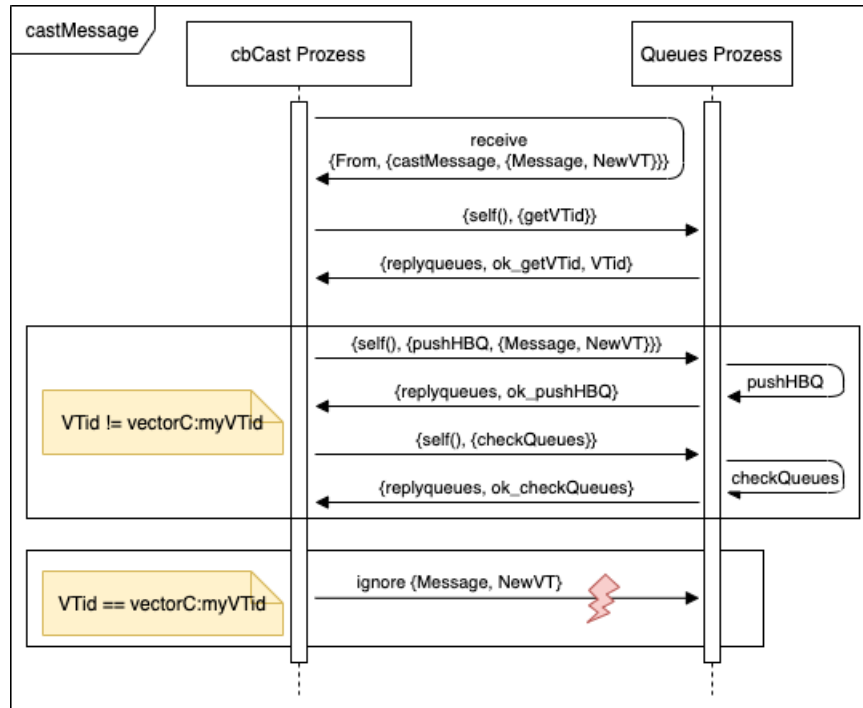 castMessage
cbCast Prozess
Queues Prozess
receive
{From, {castMessage, {Message, NewVT}}}
{self(), {getVTid}}
{replyqueues, ok_getVTid, VTid}
{self(), {pushHBQ, {Message, NewVT}}}
pushHBQ
{replyqueues, ok_pushHBQ}
VTid != vectorC:myVTid
{self(), {checkQueues}}
checkQueues
{replyqueues, ok_checkQueues}
ignore {Message, NewVT}
VTid == vectorC:myVTid